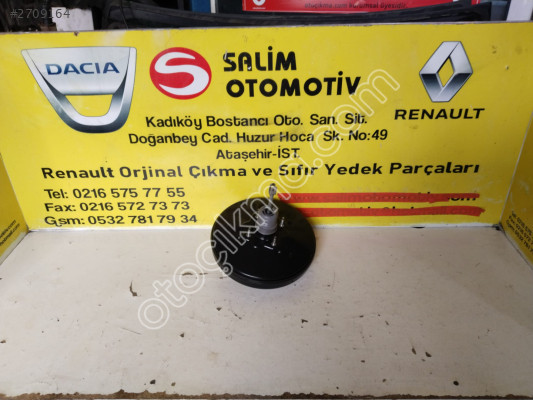 #2709164
DACIA
S
SALİM
OTOMOTİV
RENAULT
Kadıköy Bostancı Oto. San. Sit.
Doğanbey Cad. Huzur Hoca Sk. No:49
Ataşehir-İST
Renault Orjinal Çıkma ve Sıfır Yedek Parçaları
Tel: 0216 575 77 55
Fax: 0216 572 73 73
Gsm: 0532 781 79 34
otoçıkma.com